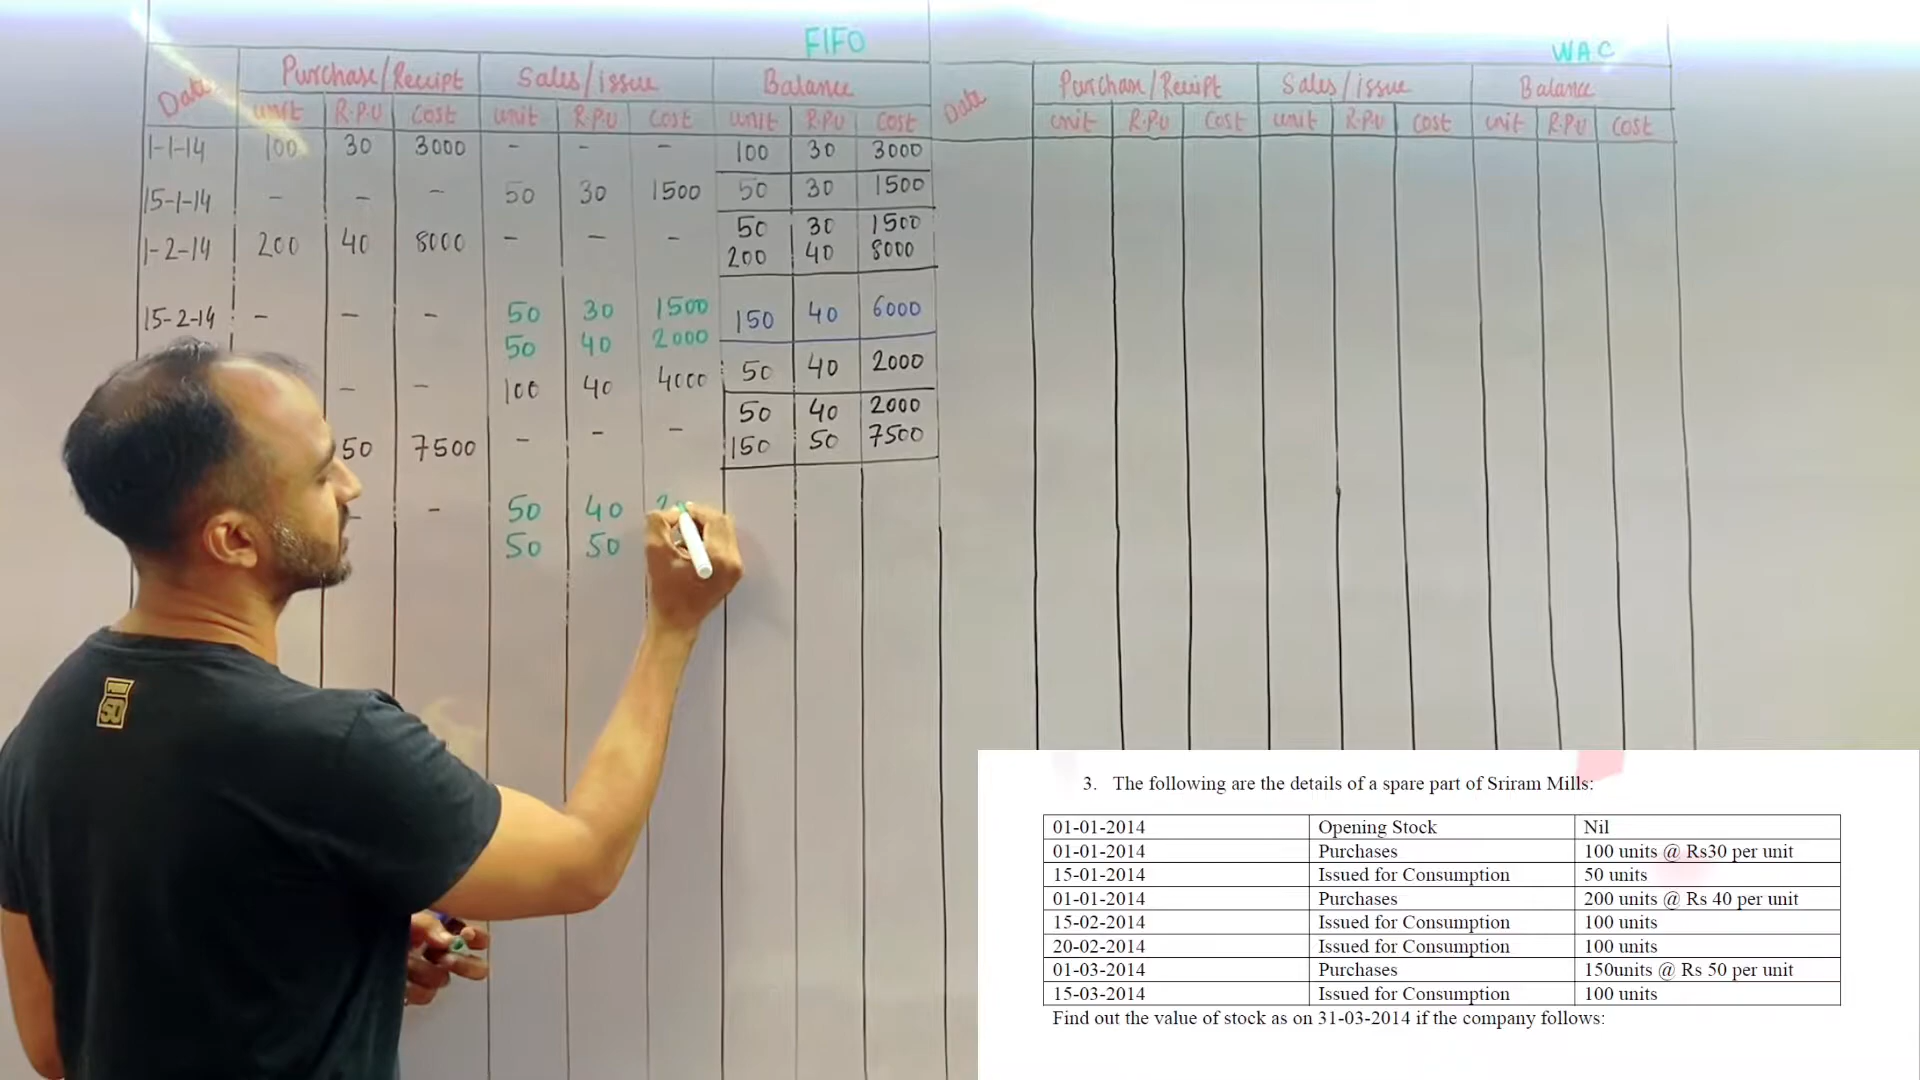 FIFO
WAC
Date Purchase/Receipt Sales/issue Balance
unit R.P.U Cost unit R.P.U Cost unit R.P.U Cost
1-1-14 100 30 3000 - - - 100 30 3000
15-1-14 - - - 50 30 1500 50 30 1500
1-2-14 200 40 8000 - - - 50 30 1500
200 40 8000
15-2-14 - - - 50 30 1500 150 40 6000
50 40 2000
- - 100 40 4000 50 40 2000
50 7500 - - - 50 40 2000
150 50 7500
- - 50 40
50 50
Date Purchase/Receipt Sales/issue Balance
unit R.P.U Cost unit R.P.U Cost unit R.P.U Cost
50
3. The following are the details of a spare part of Sriram Mills:
01-01-2014 Opening Stock Nil
01-01-2014 Purchases 100 units @ Rs30 per unit
15-01-2014 Issued for Consumption 50 units
01-01-2014 Purchases 200 units @ Rs 40 per unit
15-02-2014 Issued for Consumption 100 units
20-02-2014 Issued for Consumption 100 units
01-03-2014 Purchases 150units @ Rs 50 per unit
15-03-2014 Issued for Consumption 100 units
Find out the value of stock as on 31-03-2014 if the company follows: